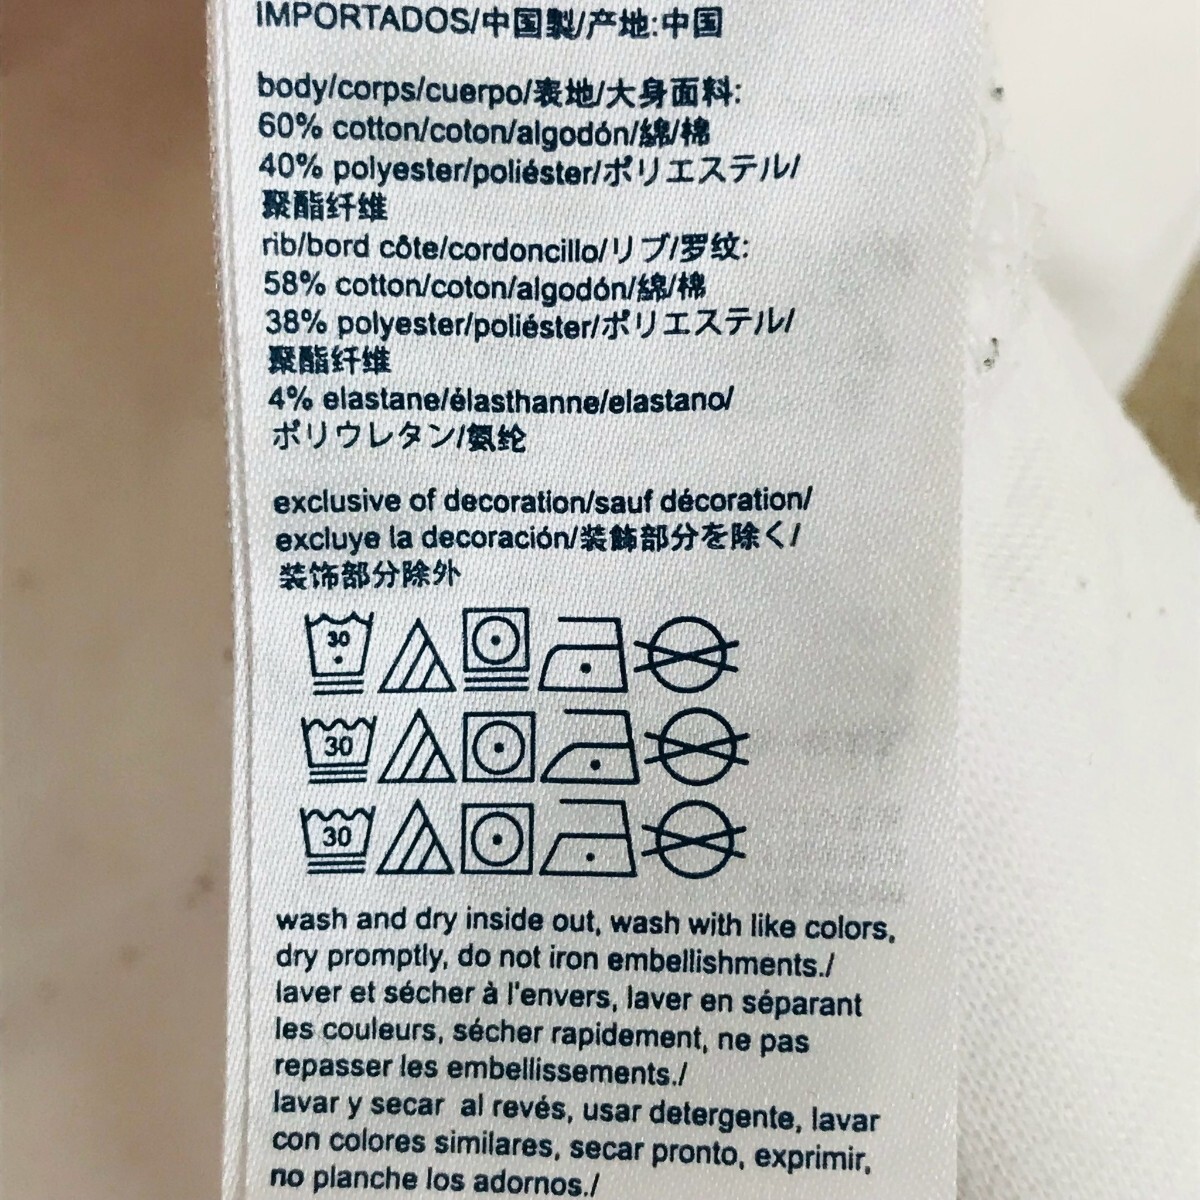 IMPORTADOS/中国製/产地:中国
body/corps/cuerpo/表地/大身面料:
60% cotton/coton/algodón/綿/棉
40% polyester/poliéster/ポリエステル/
聚酯纤维
rib/bord côte/cordoncillo/リブ/罗纹:
58% cotton/coton/algodón/綿/棉
38% polyester/poliéster/ポリエステル/
聚酯纤维
4% elastane/élasthanne/elastano/
ポリウレタン/氨纶
exclusive of decoration/sauf décoration/
excluye la decoración/装飾部分を除く/
装饰部分除外
30
30
30
wash and dry inside out, wash with like colors,
dry promptly, do not iron embellishments./
laver et sécher à l'envers, laver en séparant
les couleurs, sécher rapidement, ne pas
repasser les embellissements./
lavar y secar al revés, usar detergente, lavar
con colores similares, secar pronto, exprimir,
no planche los adornos./